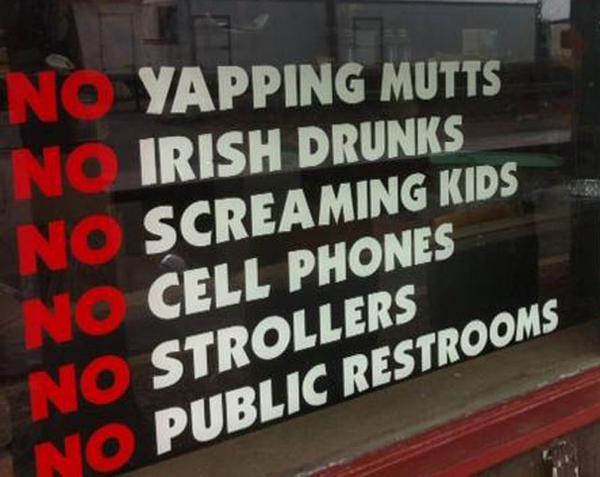 NO YAPPING MUTTS
NO IRISH DRUNKS
NO SCREAMING KIDS
NO CELL PHONES
NO STROLLERS
NO PUBLIC RESTROOMS